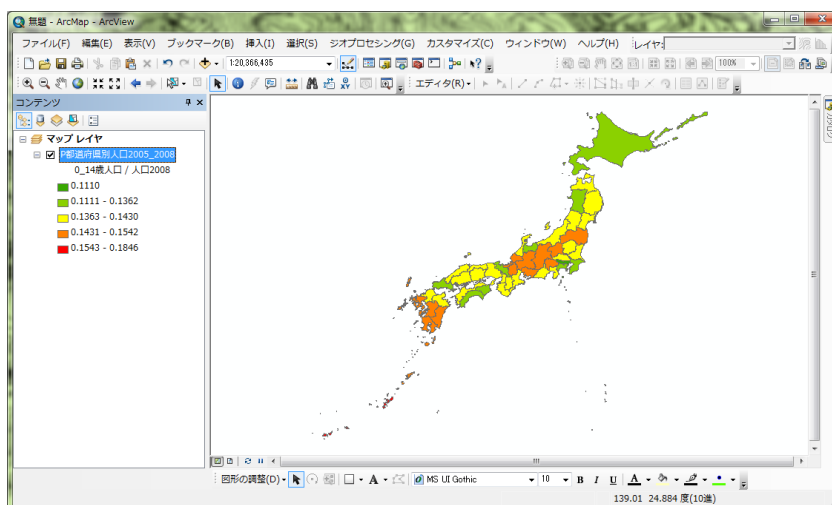 無題 - ArcMap - ArcView
ファイル(F) 編集(E) 表示(V) ブックマーク(B) 挿入(I) 選択(S) ジオプロセシング(G) カスタマイズ(C) ウィンドウ(W) ヘルプ(H) レイヤ:
1:20,366,435 100%
エディタ(R)
コンテンツ
マップ レイヤ
P都道府県別人口2005_2008
0_14歳人口 / 人口2008
0.1110
0.1111 - 0.1362
0.1363 - 0.1430
0.1431 - 0.1542
0.1543 - 0.1846
図形の調整(D) A MS UI Gothic 10 B I U A
139.01 24.884 度(10進)